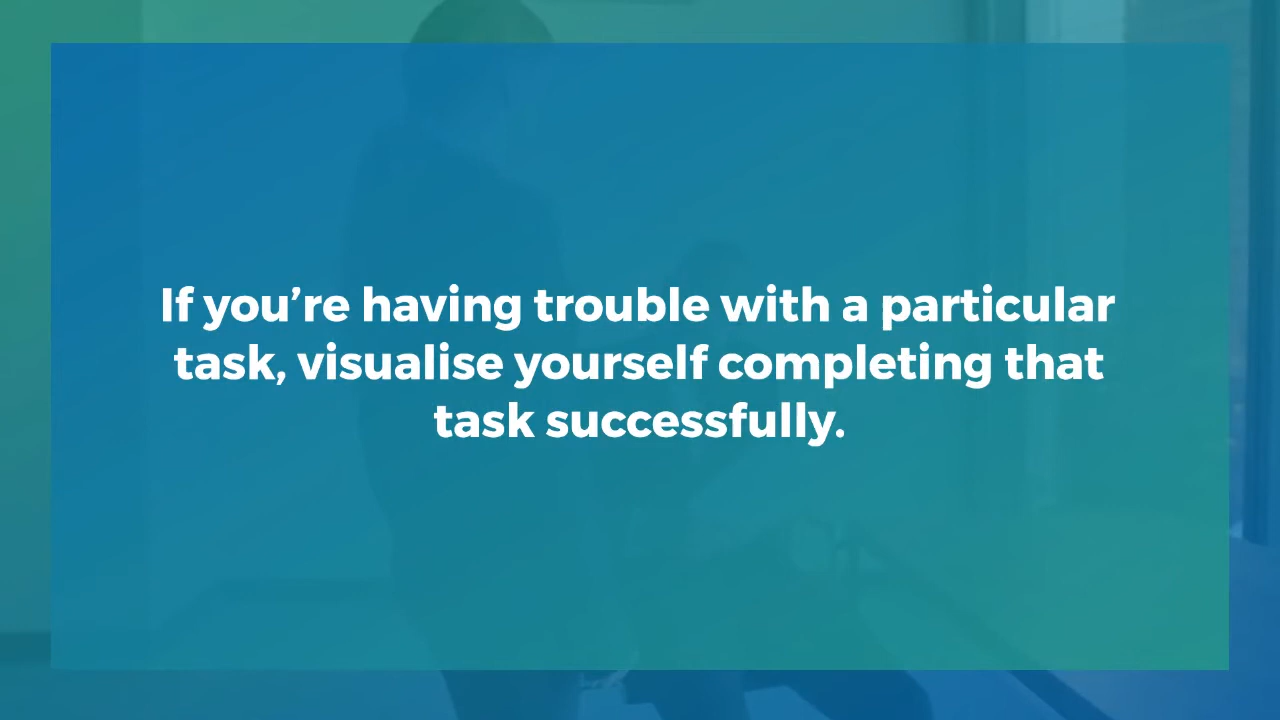 If you’re having trouble with a particular
task, visualise yourself completing that
task successfully.